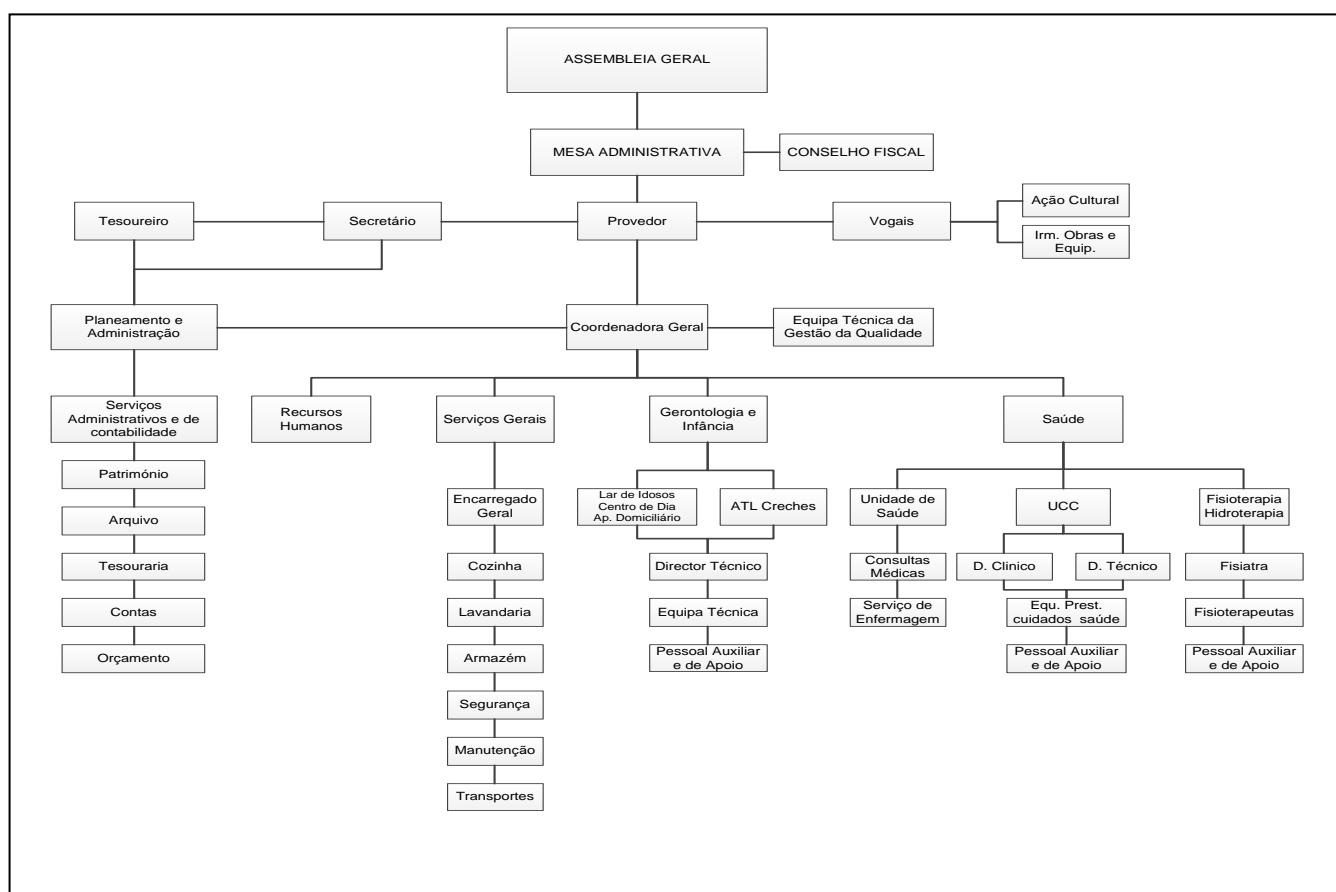 ASSEMBLEIA GERAL
MESA ADMINISTRATIVA
CONSELHO FISCAL
Tesoureiro
Secretário
Provedor
Vogais
Ação Cultural
Irm. Obras e
Equip.
Planeamento e
Administração
Coordenadora Geral
Equipa Técnica da
Gestão da Qualidade
Serviços
Administrativos e de
contabilidade
Recursos
Humanos
Serviços Gerais
Gerontologia e
Infância
Saúde
Património
Arquivo
Tesouraria
Contas
Orçamento
Encarregado
Geral
Cozinha
Lavandaria
Armazém
Segurança
Manutenção
Transportes
Lar de Idosos
Centro de Dia
Ap. Domiciliário
ATL Creches
Director Técnico
Equipa Técnica
Pessoal Auxiliar
e de Apoio
Unidade de
Saúde
Consultas
Médicas
Serviço de
Enfermagem
UCC
D. Clinico
D. Técnico
Equ. Prest.
cuidados saúde
Pessoal Auxiliar
e de Apoio
Fisioterapia
Hidroterapia
Fisiatra
Fisioterapeutas
Pessoal Auxiliar
e de Apoio